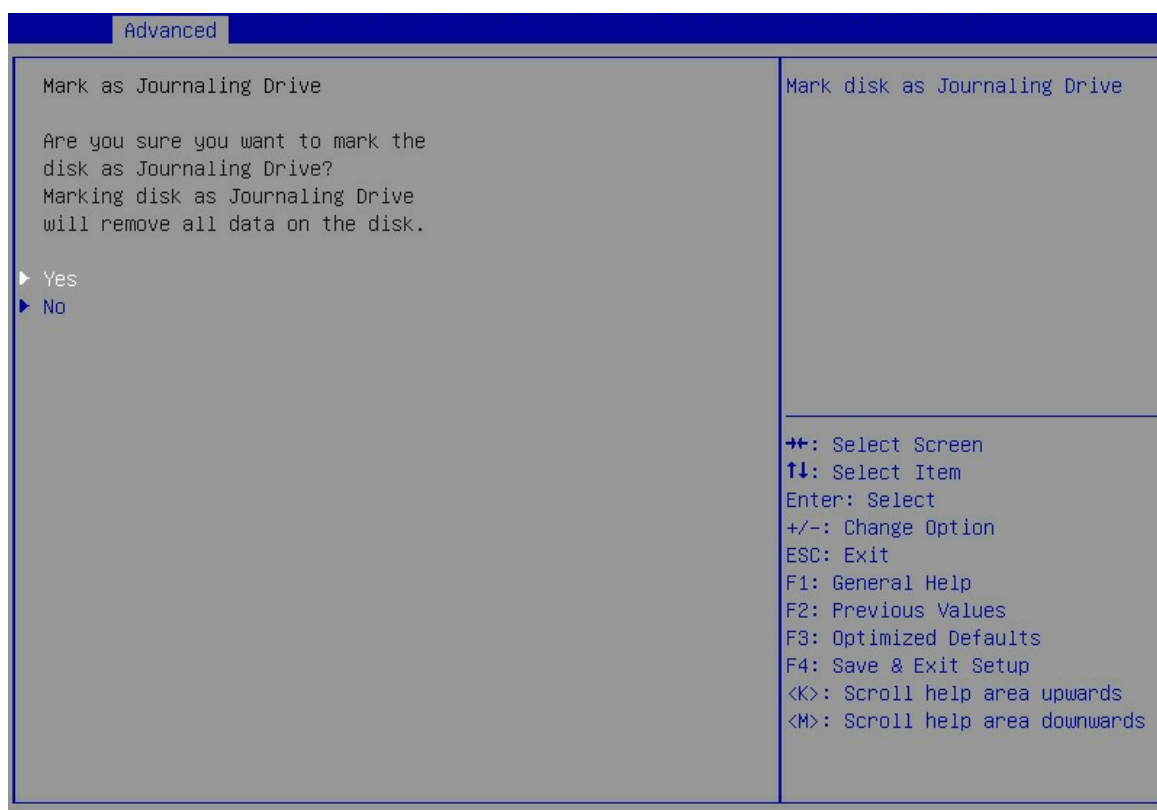 Advanced
Mark as Journaling Drive
Are you sure you want to mark the
disk as Journaling Drive?
Marking disk as Journaling Drive
will remove all data on the disk.
▶ Yes
▶ No
Mark disk as Journaling Drive
→←: Select Screen
↑↓: Select Item
Enter: Select
+/-: Change Option
ESC: Exit
F1: General Help
F2: Previous Values
F3: Optimized Defaults
F4: Save & Exit Setup
<K>: Scroll help area upwards
<M>: Scroll help area downwards